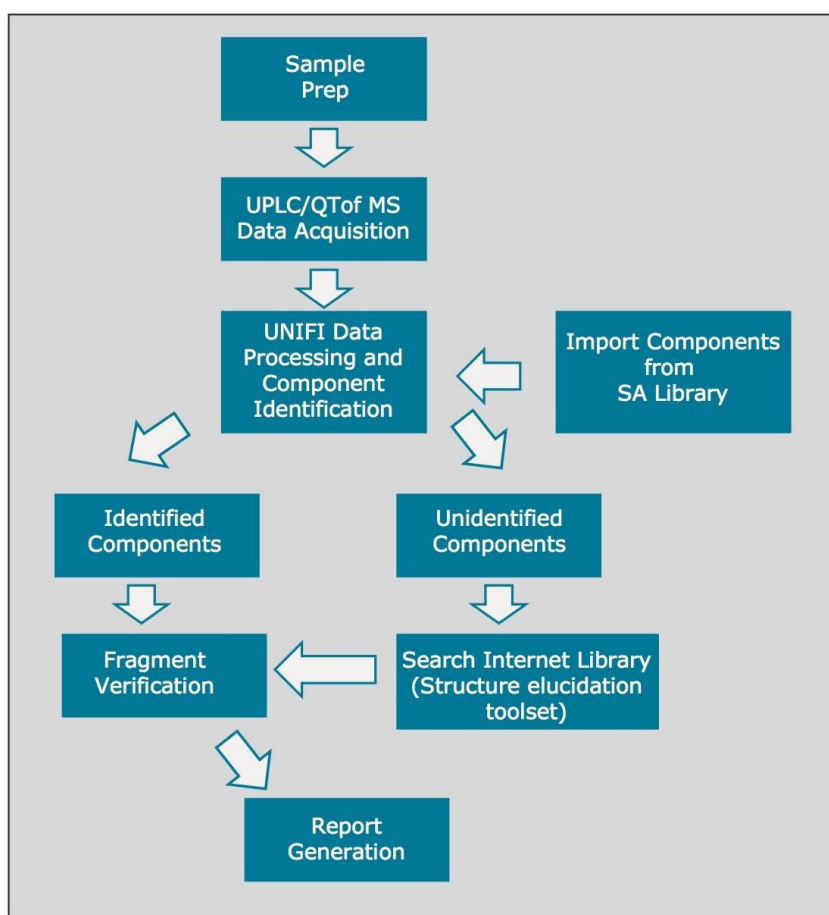 Sample
Prep
UPLC/QTof MS
Data Acquisition
UNIFI Data
Processing and
Component
Identification
Import Components
from
SA Library
Identified
Components
Unidentified
Components
Fragment
Verification
Search Internet Library
(Structure elucidation
toolset)
Report
Generation